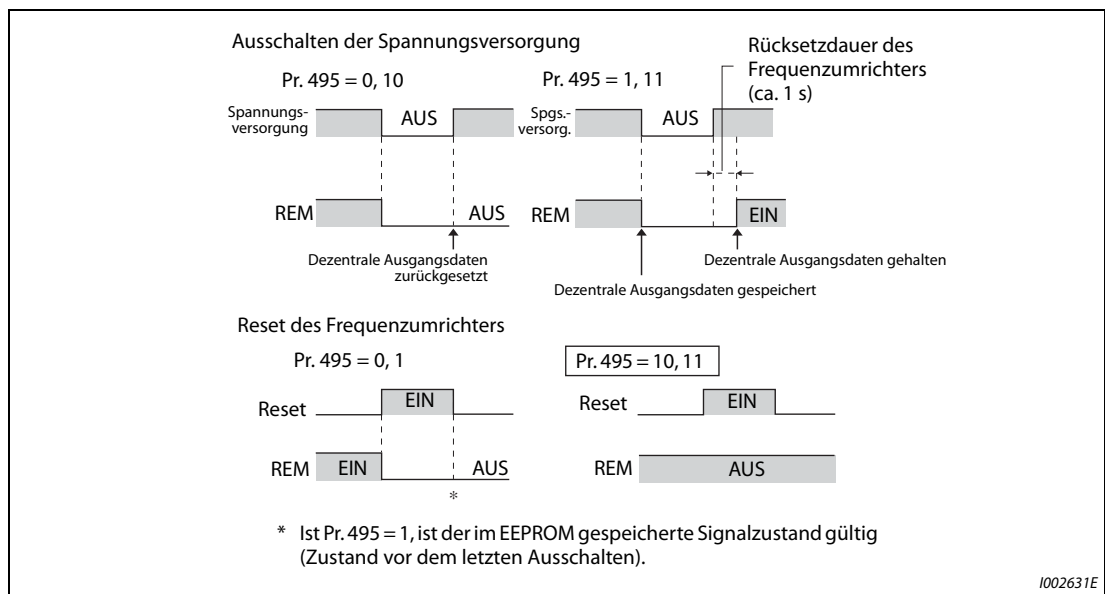 Ausschalten der Spannungsversorgung
Pr. 495 = 0, 10
Spannungs-
versorgung
AUS
REM
AUS
Dezentrale Ausgangsdaten
zurückgesetzt
Pr. 495 = 1, 11
Spgs.-
versorg.
AUS
Rücksetzdauer des
Frequenzumrichters
(ca. 1 s)
REM
EIN
Dezentrale Ausgangsdaten gehalten
Dezentrale Ausgangsdaten gespeichert
Reset des Frequenzumrichters
Pr. 495 = 0, 1
Reset
EIN
REM
EIN
AUS
*
Pr. 495 = 10, 11
Reset
EIN
REM
AUS
* Ist Pr. 495 = 1, ist der im EEPROM gespeicherte Signalzustand gültig
(Zustand vor dem letzten Ausschalten).
I002631E